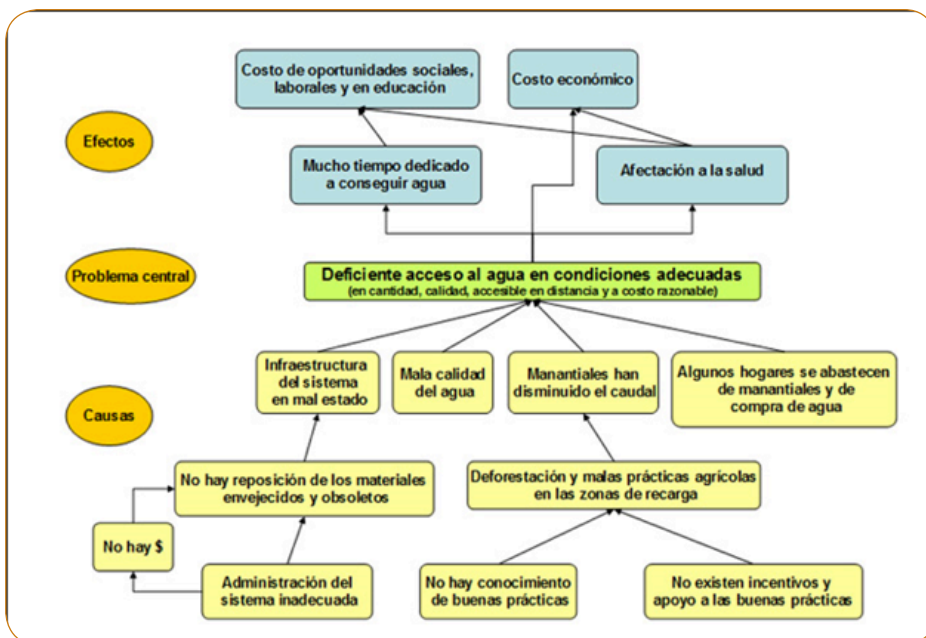 Costo de oportunidades sociales,
laborales y en educación
Costo económico
Efectos
Mucho tiempo dedicado
a conseguir agua
Afectación a la salud
Problema central
Deficiente acceso al agua en condiciones adecuadas
(en cantidad, calidad, accesible en distancia y a costo razonable)
Infraestructura
del sistema
en mal estado
Mala calidad
del agua
Manantiales han
disminuido el caudal
Algunos hogares se abastecen
de manantiales y de
compra de agua
Causas
No hay reposición de los materiales
envejecidos y obsoletos
Deforestación y malas prácticas agrícolas
en las zonas de recarga
No hay $
Administración del
sistema inadecuada
No hay conocimiento
de buenas prácticas
No existen incentivos y
apoyo a las buenas prácticas